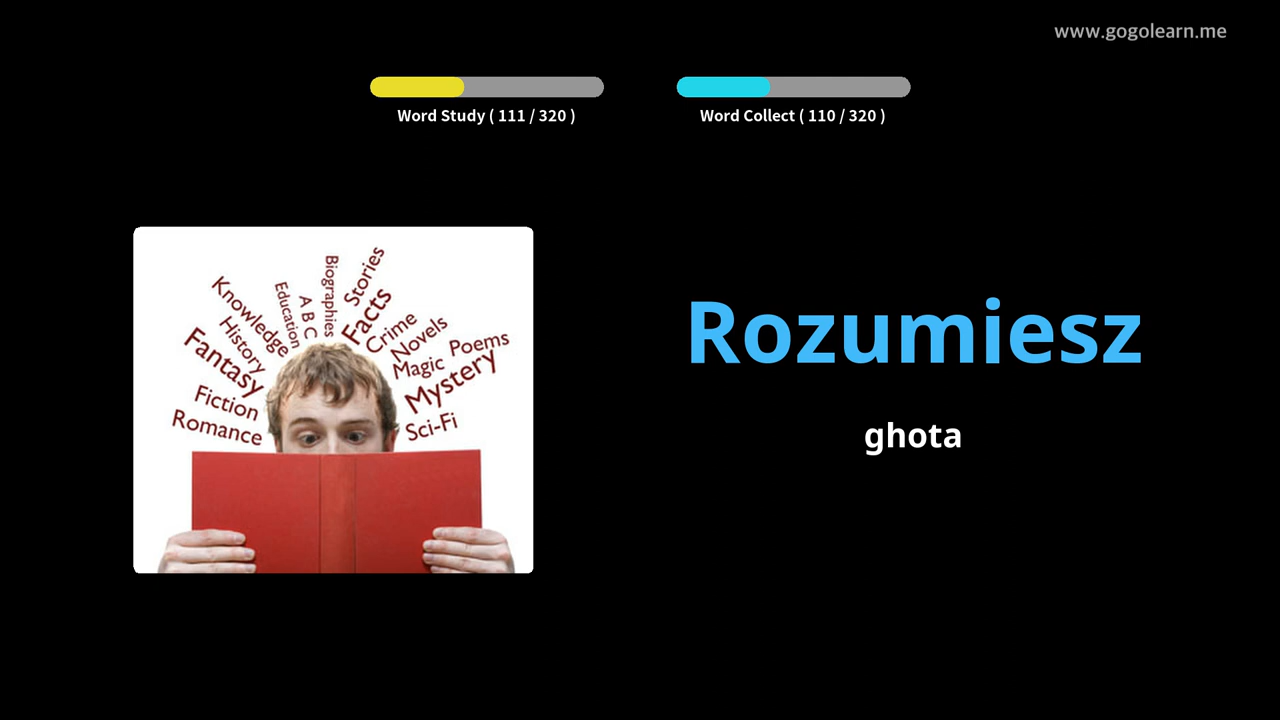 www.gogolearn.me
Word Study ( 111 / 320 )
Word Collect ( 110 / 320 )
Rozumiesz
ghota
Biographies
Stories
Education
A B C
Facts
Knowledge
Crime
History
Novels
Poems
Fantasy
Magic
Mystery
Fiction
Romance
Sci-Fi